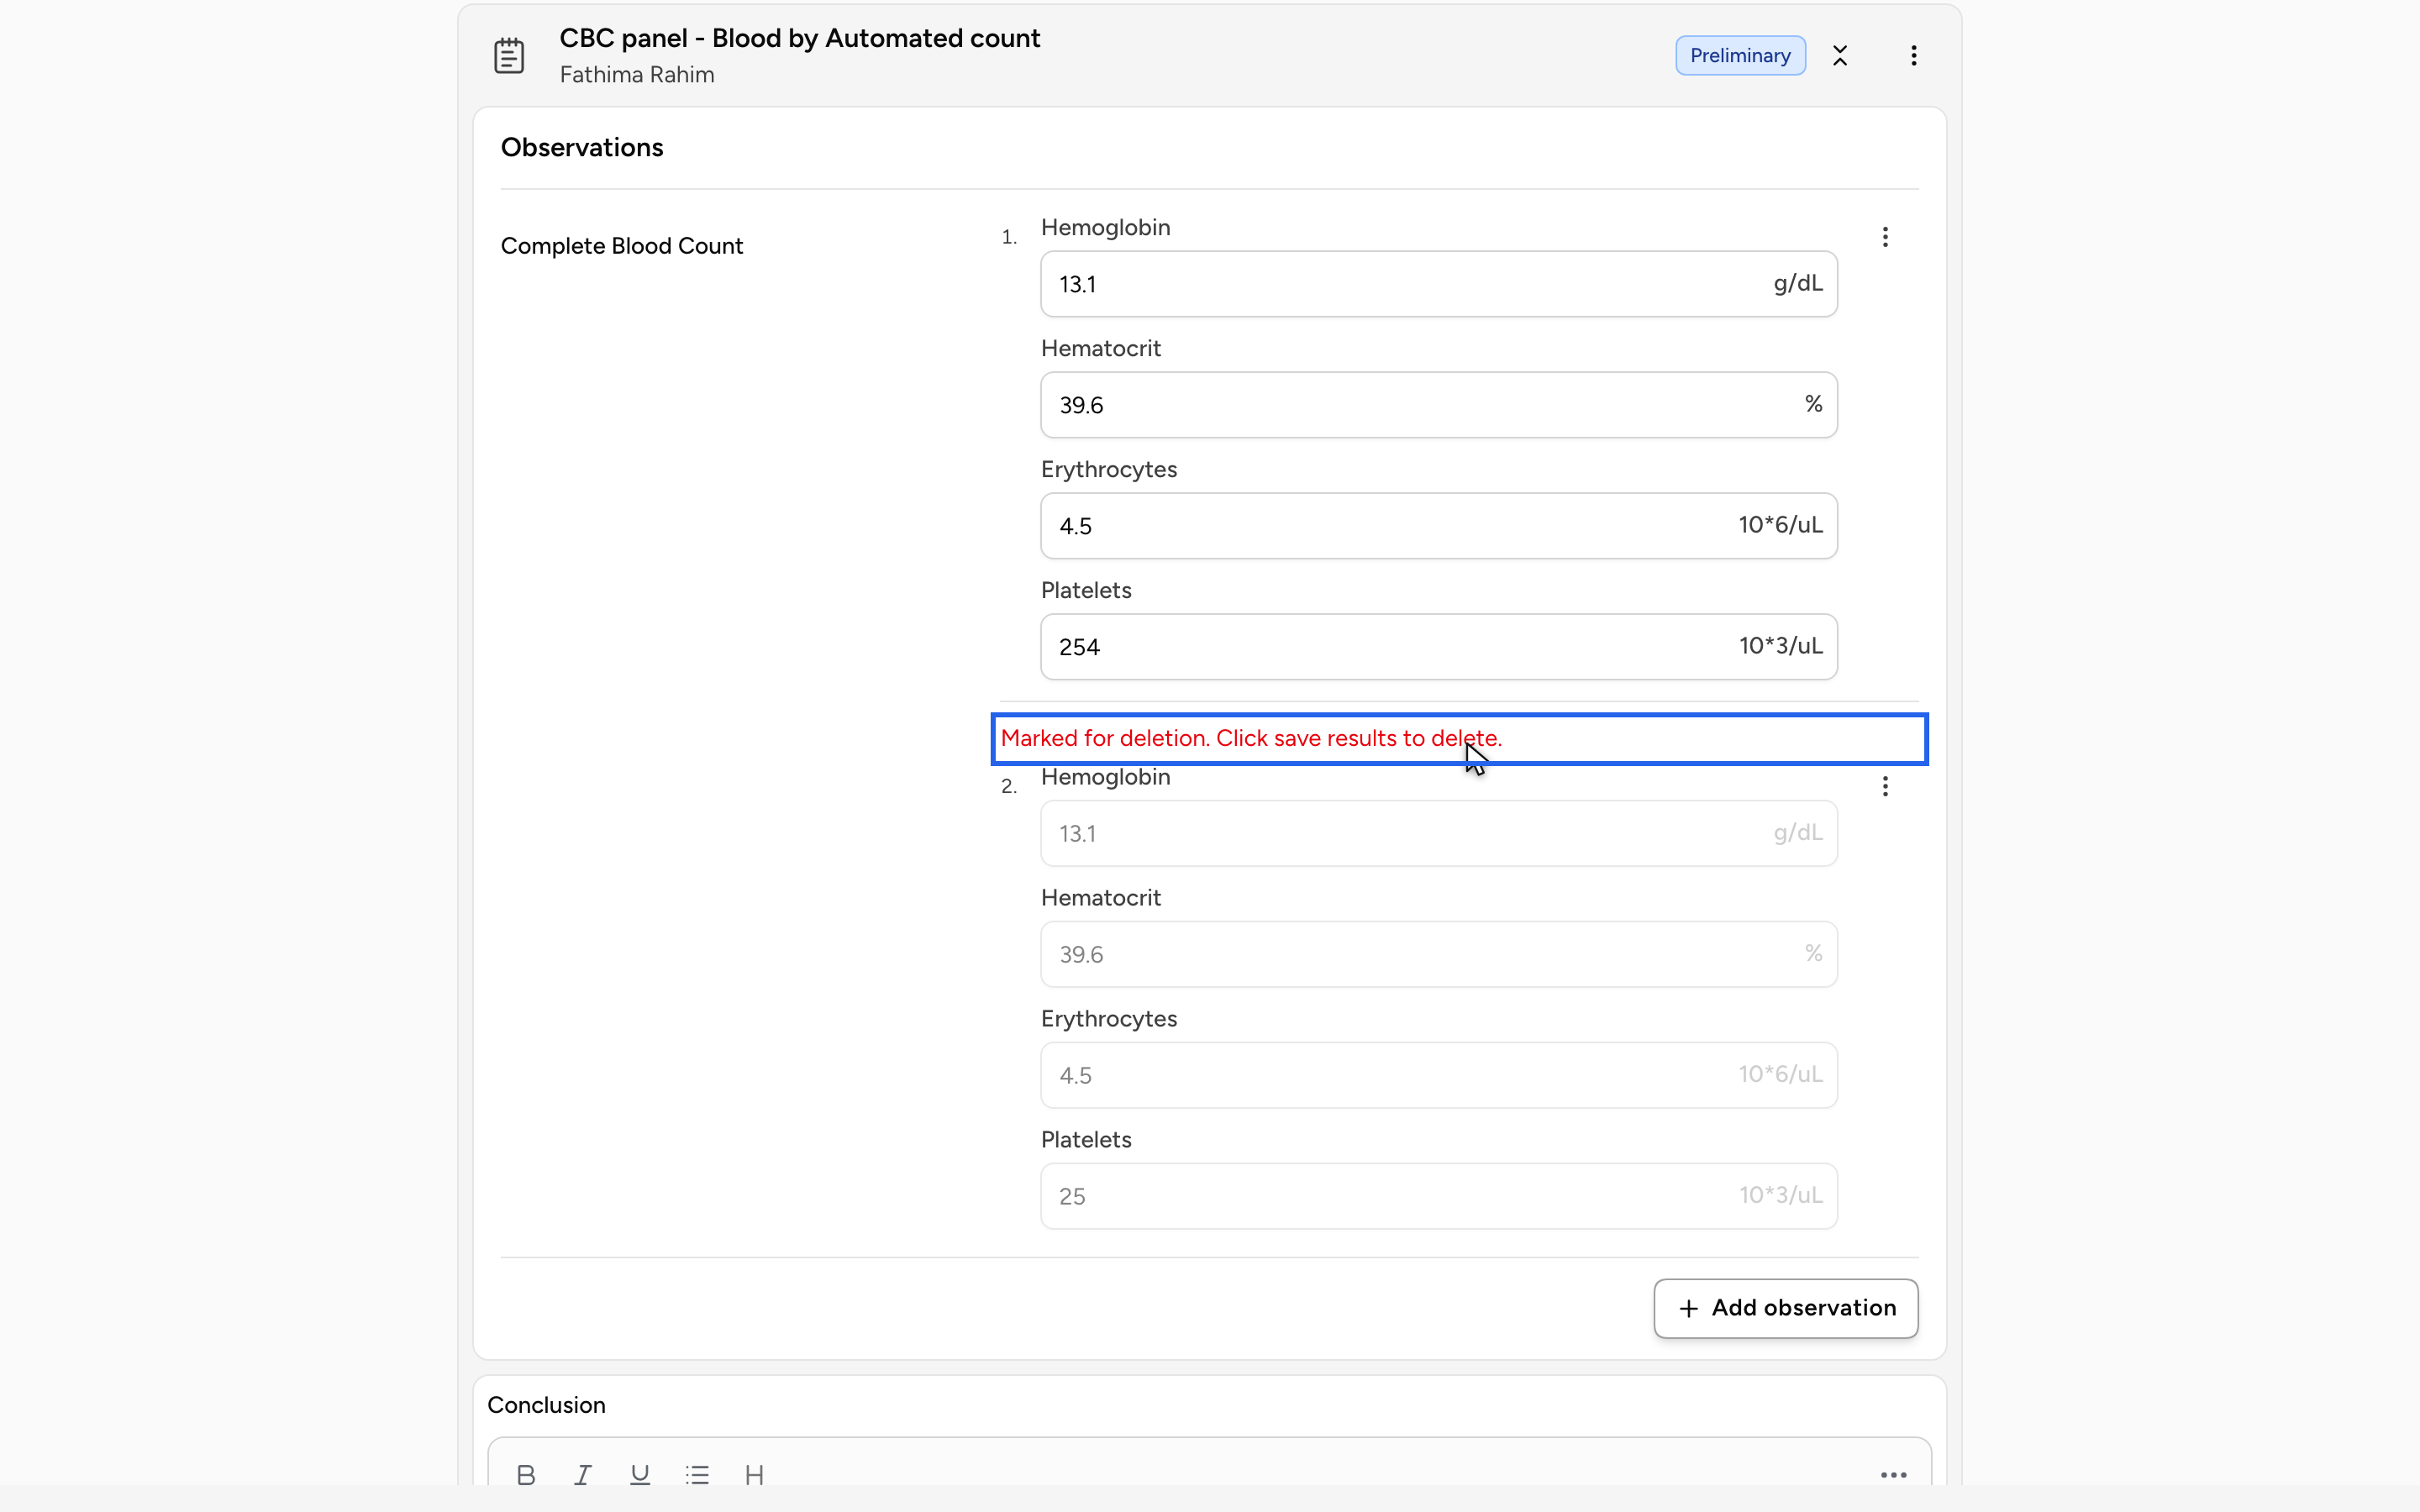 CBC panel - Blood by Automated count
Fathima Rahim
Preliminary
Observations
Complete Blood Count
1.
Hemoglobin
13.1 g/dL
Hematocrit
39.6 %
Erythrocytes
4.5 10*6/uL
Platelets
254 10*3/uL
Marked for deletion. Click save results to delete.
2.
Hemoglobin
13.1 g/dL
Hematocrit
39.6 %
Erythrocytes
4.5 10*6/uL
Platelets
25 10*3/uL
+ Add observation
Conclusion
B I U H